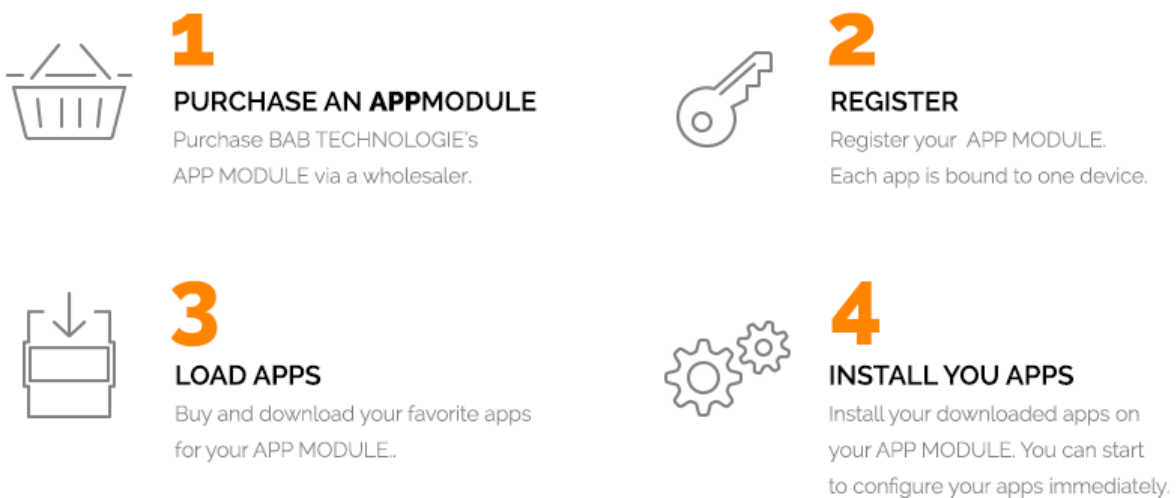 1
PURCHASE AN APPMODULE
Purchase BAB TECHNOLOGIE's
APP MODULE via a wholesaler.
2
REGISTER
Register your APP MODULE.
Each app is bound to one device.
3
LOAD APPS
Buy and download your favorite apps
for your APP MODULE..
4
INSTALL YOU APPS
Install your downloaded apps on
your APP MODULE. You can start
to configure your apps immediately.